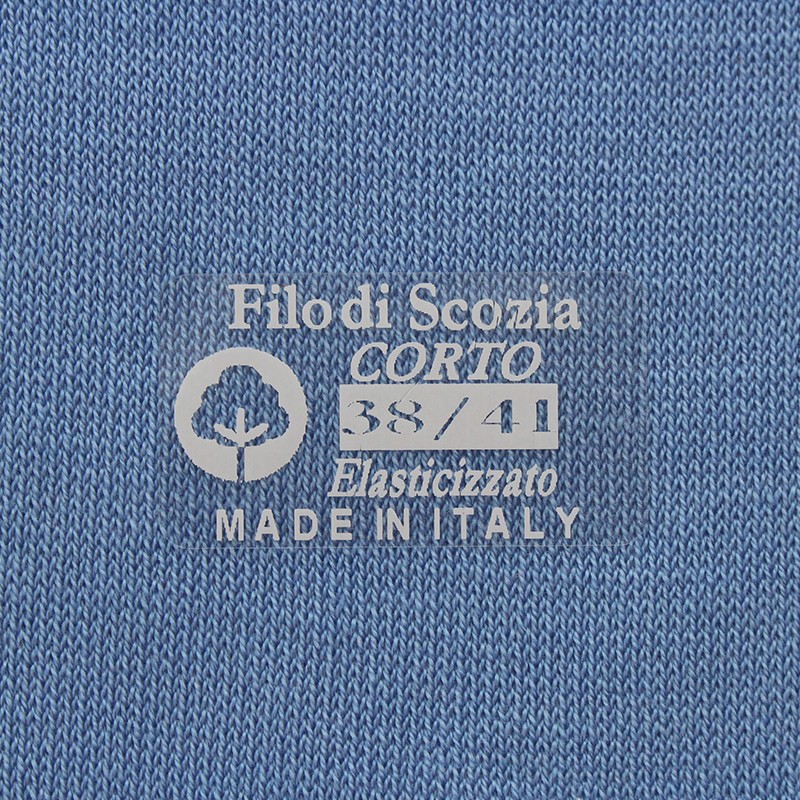 Filo di Scozia
CORTO
38/41
Elasticizzato
MADE IN ITALY